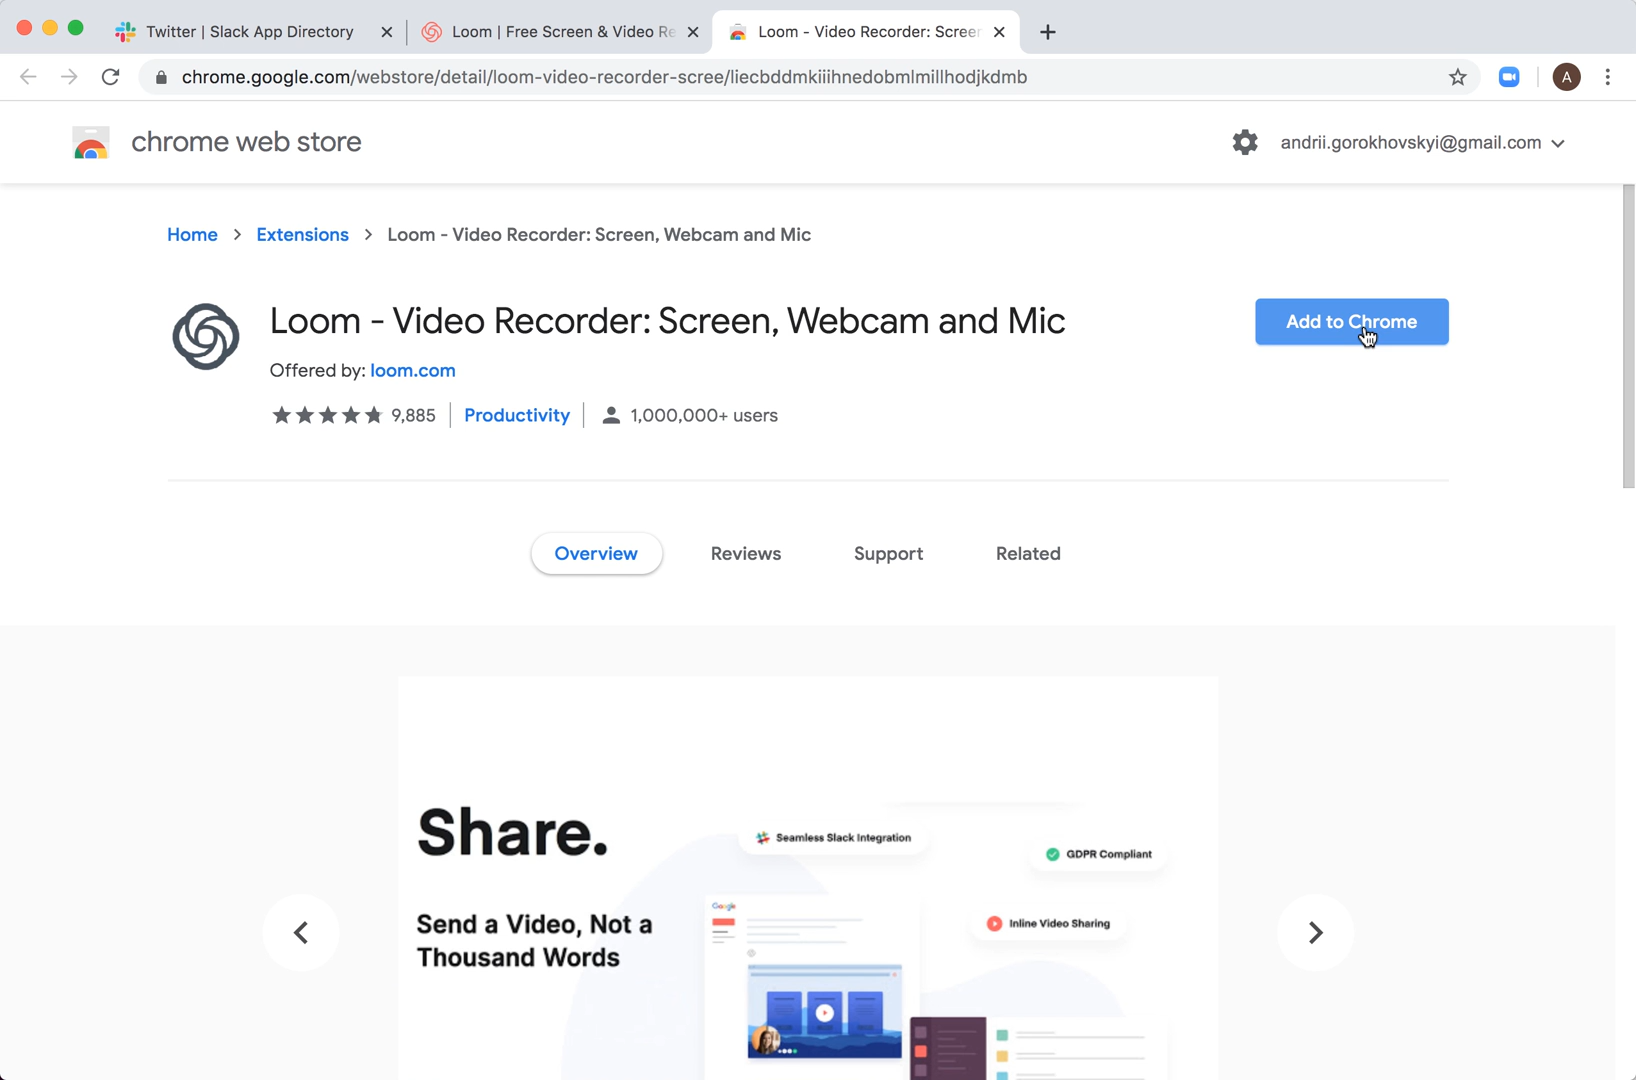 Twitter | Slack App Directory
Loom | Free Screen & Video Re
Loom - Video Recorder: Screen
chrome.google.com/webstore/detail/loom-video-recorder-scree/liecbddmkiiihnedobmlmillhodjkdmb
A
chrome web store
andrii.gorokhovskyi@gmail.com
Home > Extensions > Loom - Video Recorder: Screen, Webcam and Mic
Loom - Video Recorder: Screen, Webcam and Mic
Add to Chrome
Offered by: loom.com
9,885
Productivity
1,000,000+ users
Overview
Reviews
Support
Related
Share.
Seamless Slack Integration
GDPR Compliant
Google
Send a Video, Not a
Thousand Words
Inline Video Sharing